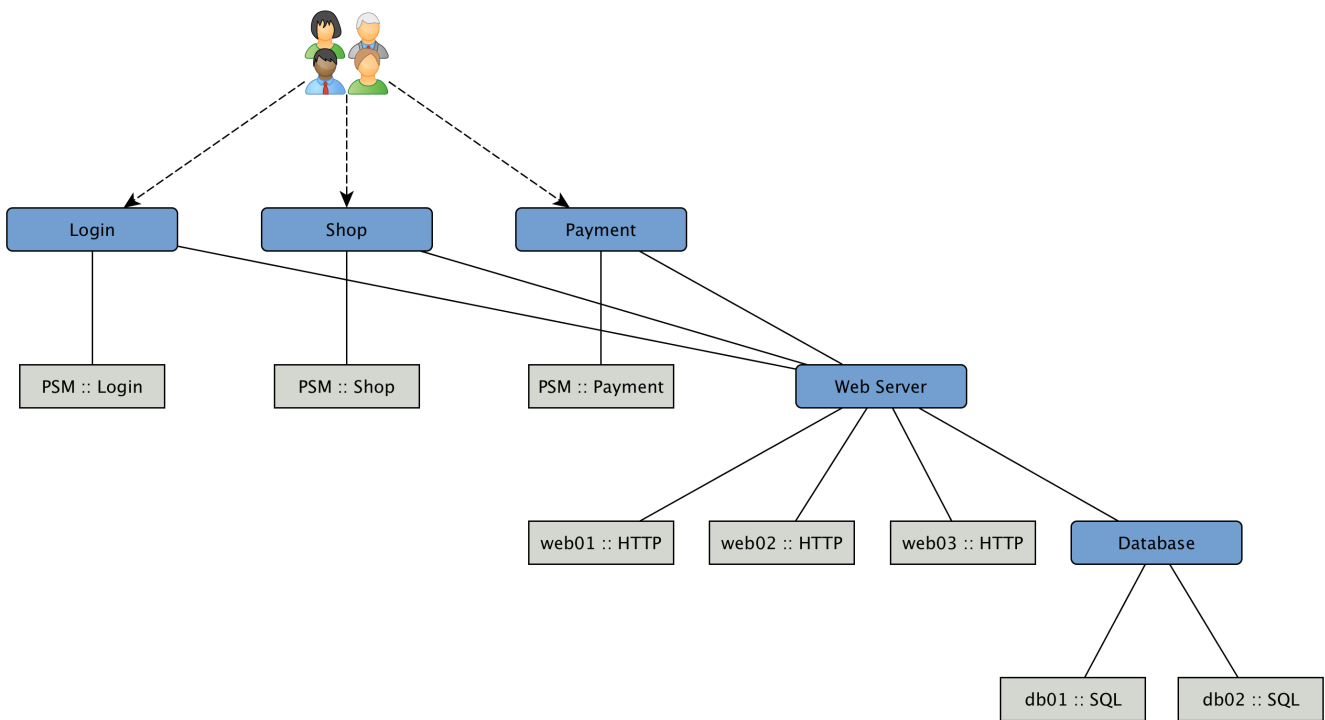 Login
Shop
Payment
PSM :: Login
PSM :: Shop
PSM :: Payment
Web Server
web01 :: HTTP
web02 :: HTTP
web03 :: HTTP
Database
db01 :: SQL
db02 :: SQL